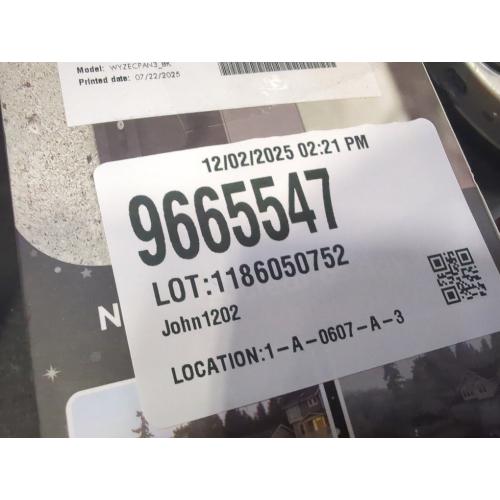 Model: WYZECPAN3_BK
Printed date: 07/22/2025
12/02/2025 02:21 PM
9665547
LOT:1186050752
John1202
LOCATION:1-A-0607-A-3
N